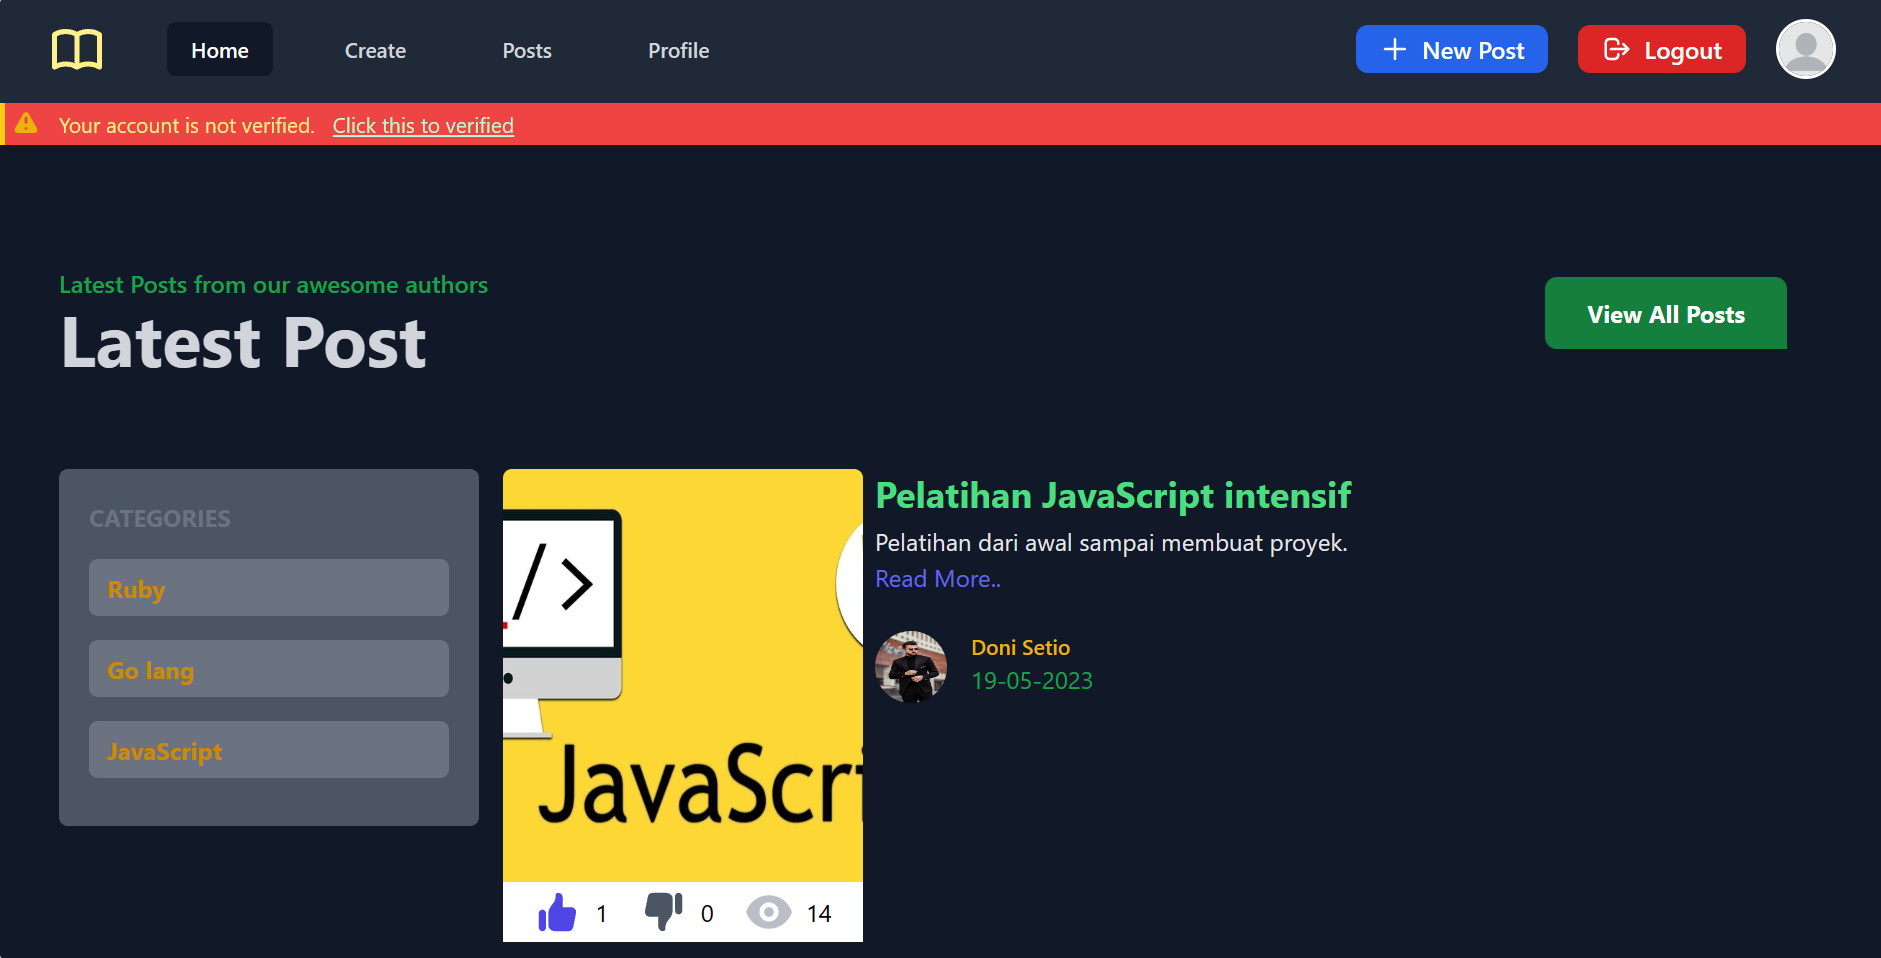 Home
Create
Posts
Profile
New Post
Logout
Your account is not verified. Click this to verified
Latest Posts from our awesome authors
Latest Post
View All Posts
CATEGORIES
Ruby
Go lang
JavaScript
/>
JavaScri
1
0
14
Pelatihan JavaScript intensif
Pelatihan dari awal sampai membuat proyek.
Read More..
Doni Setio
19-05-2023